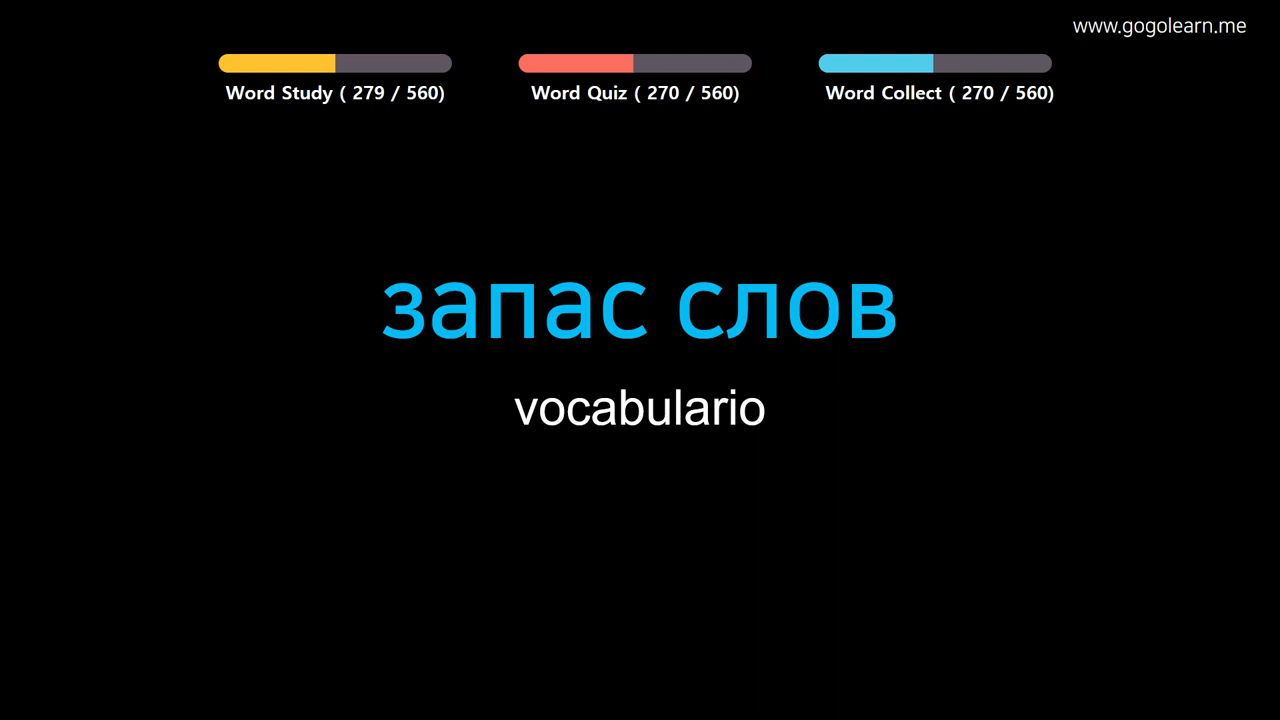 www.gogolearn.me
Word Study ( 279 / 560)
Word Quiz ( 270 / 560)
Word Collect ( 270 / 560)
запас слов
vocabulario